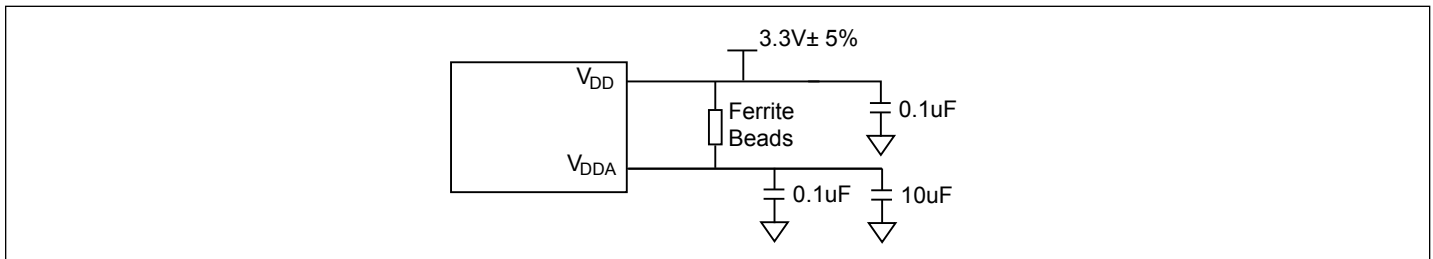 3.3V± 5%
VDD
0.1uF
Ferrite
Beads
VDDA
0.1uF
10uF